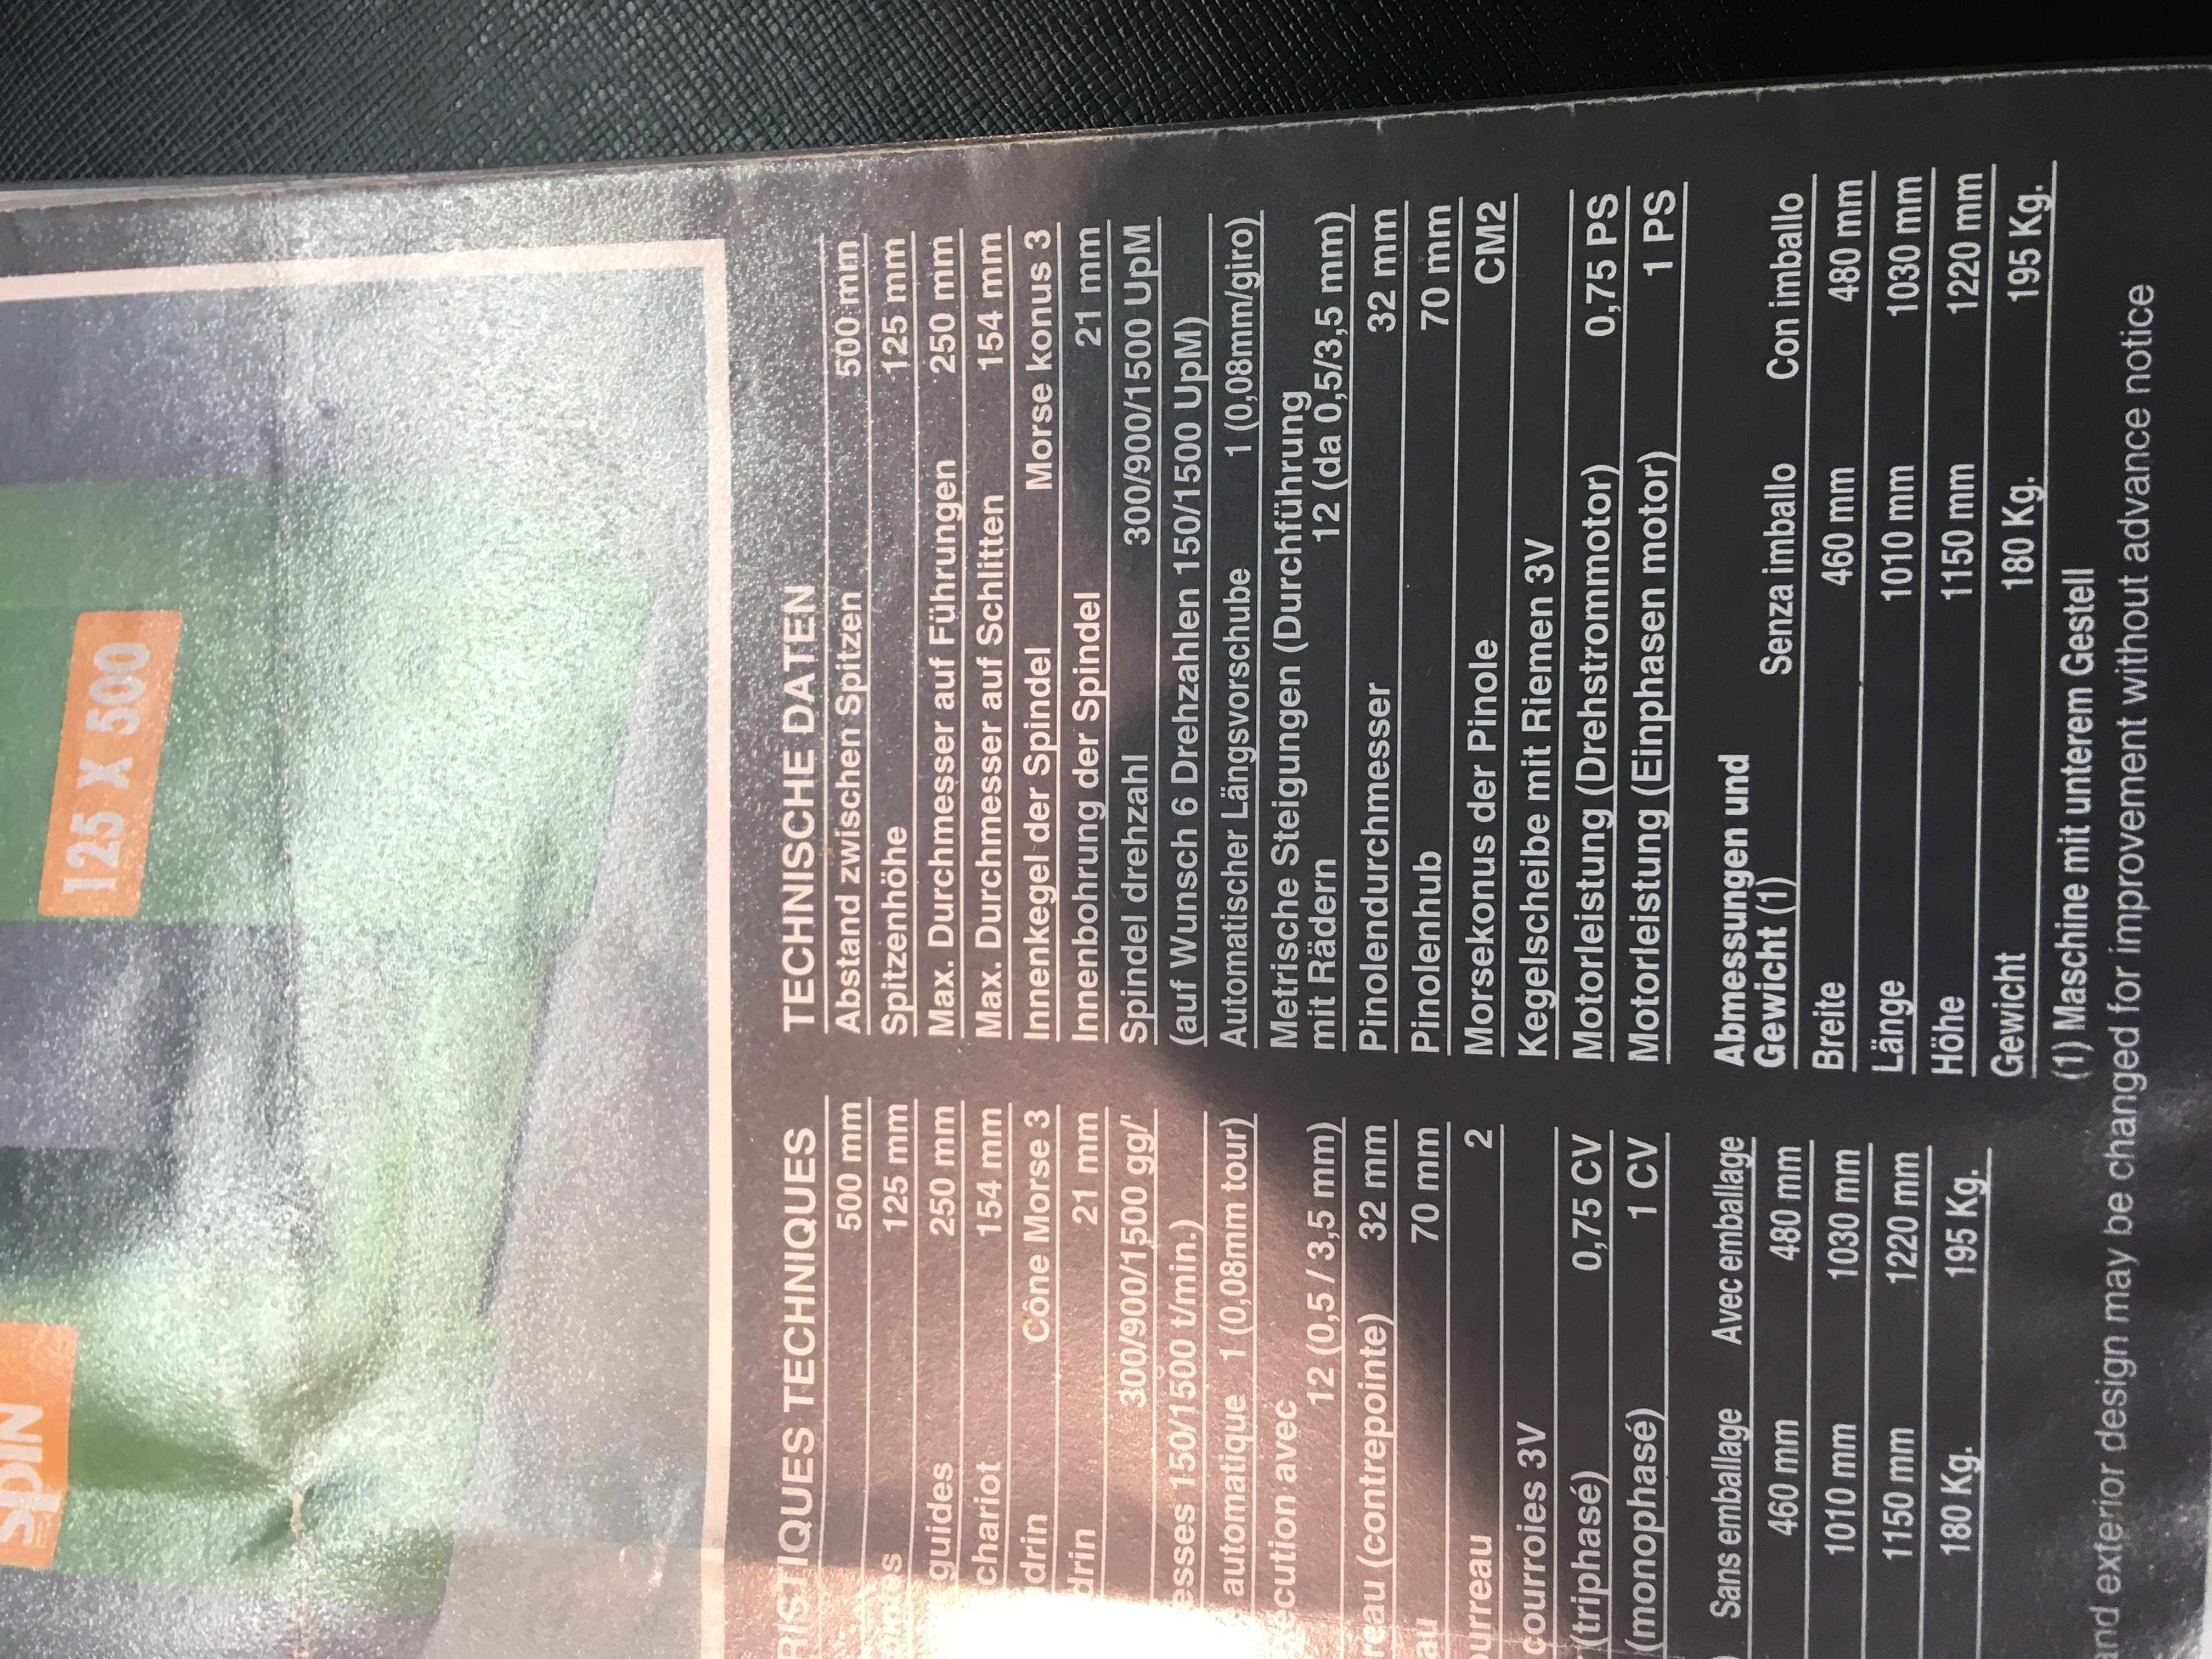 125 X 500
spin
RISTIQUES TECHNIQUES
500 mm
125 mm
guides 250 mm
chariot 154 mm
drin Cône Morse 3
drin 21 mm
300/900/1500 gg/'
esses 150/1500 t/min.)
automatique 1 (0,08mm tour)
écution avec
12 (0,5 / 3,5 mm)
reau (contrepointe) 32 mm
au 70 mm
ourreau 2
courroies 3V
(triphasé) 0,75 CV
(monophasé) 1 CV
) Sans emballage Avec emballage
460 mm 480 mm
1010 mm 1030 mm
1150 mm 1220 mm
180 Kg. 195 Kg.
TECHNISCHE DATEN
Abstand zwischen Spitzen 500 mm
Spitzenhöhe 125 mm
Max. Durchmesser auf Führungen 250 mm
Max. Durchmesser auf Schlitten 154 mm
Innenkegel der Spindel Morse konus 3
Innenbohrung der Spindel 21 mm
Spindel drehzahl 300/900/1500 UpM
(auf Wunsch 6 Drehzahlen 150/1500 UpM)
Automatischer Längsvorschube 1 (0,08mm/giro)
Metrische Steigungen (Durchführung
mit Rädern 12 (da 0,5/3,5 mm)
Pinolendurchmesser 32 mm
Pinolenhub 70 mm
Morsekonus der Pinole CM2
Kegelscheibe mit Riemen 3V
Motorleistung (Drehstrommotor) 0,75 PS
Motorleistung (Einphasen motor) 1 PS
Abmessungen und
Gewicht (1) Senza imballo Con imballo
Breite 460 mm 480 mm
Länge 1010 mm 1030 mm
Höhe 1150 mm 1220 mm
Gewicht 180 Kg. 195 Kg.
(1) Maschine mit unterem Gestell
and exterior design may be changed for improvement without advance notice